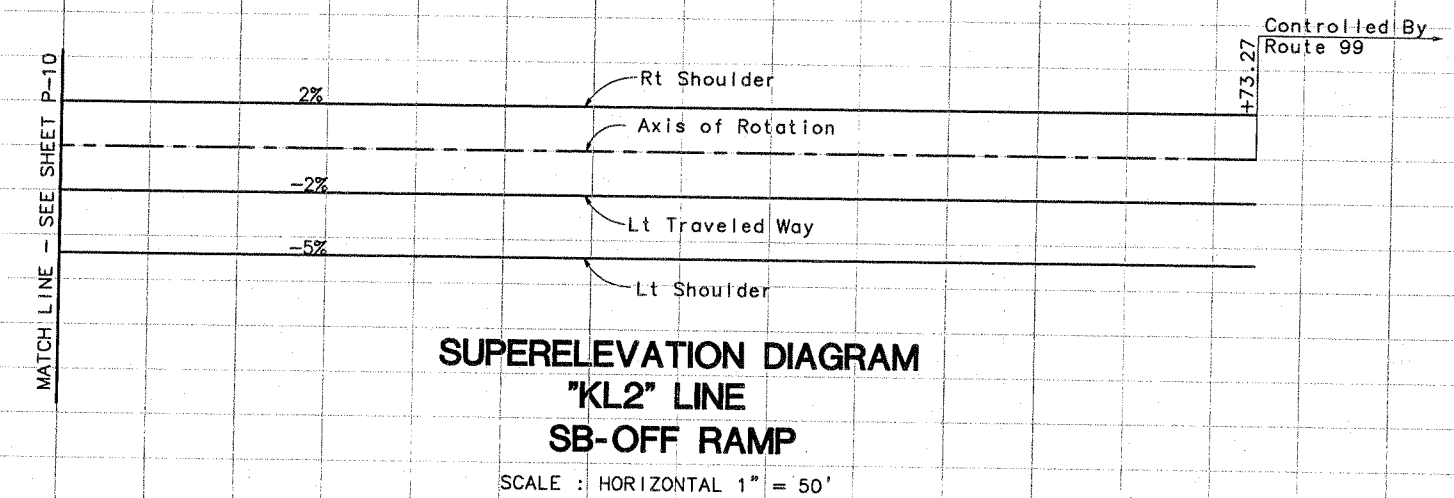 Controlled By
Route 99
+73.27
MATCH LINE - SEE SHEET P-10
2%
Rt Shoulder
Axis of Rotation
-2%
Lt Traveled Way
-5%
Lt Shoulder
SUPERELEVATION DIAGRAM
"KL2" LINE
SB-OFF RAMP
SCALE : HORIZONTAL 1" = 50'